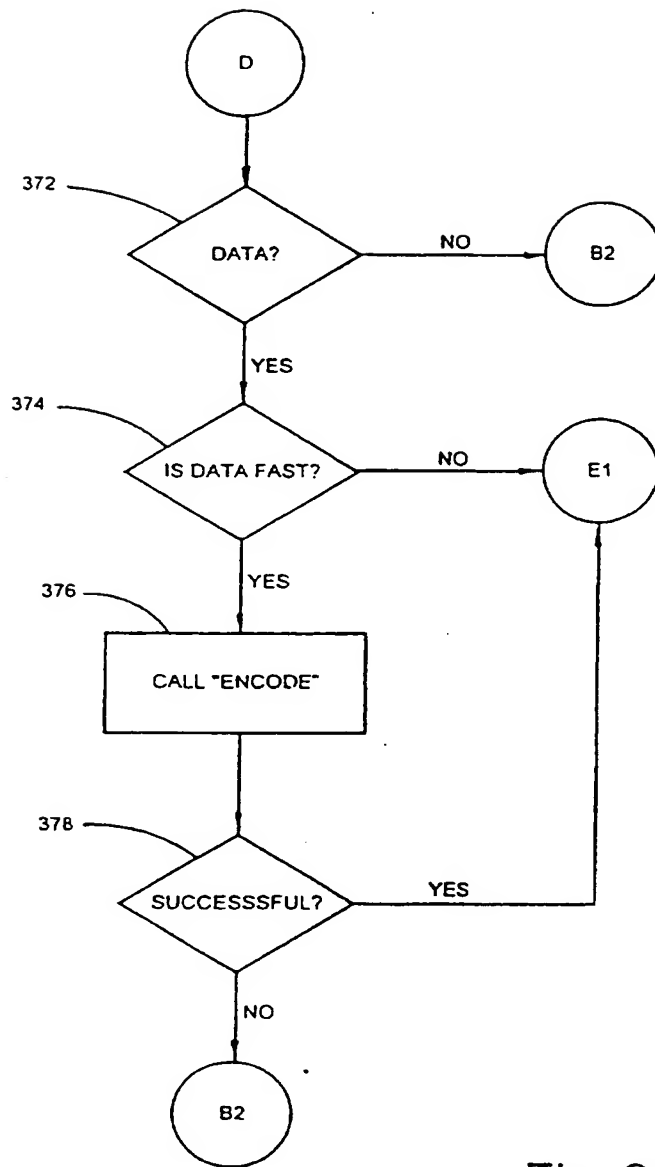 D
372
DATA?
NO
B2
YES
374
IS DATA FAST?
NO
E1
YES
376
CALL "ENCODE"
378
SUCCESSSFUL?
YES
NO
B2